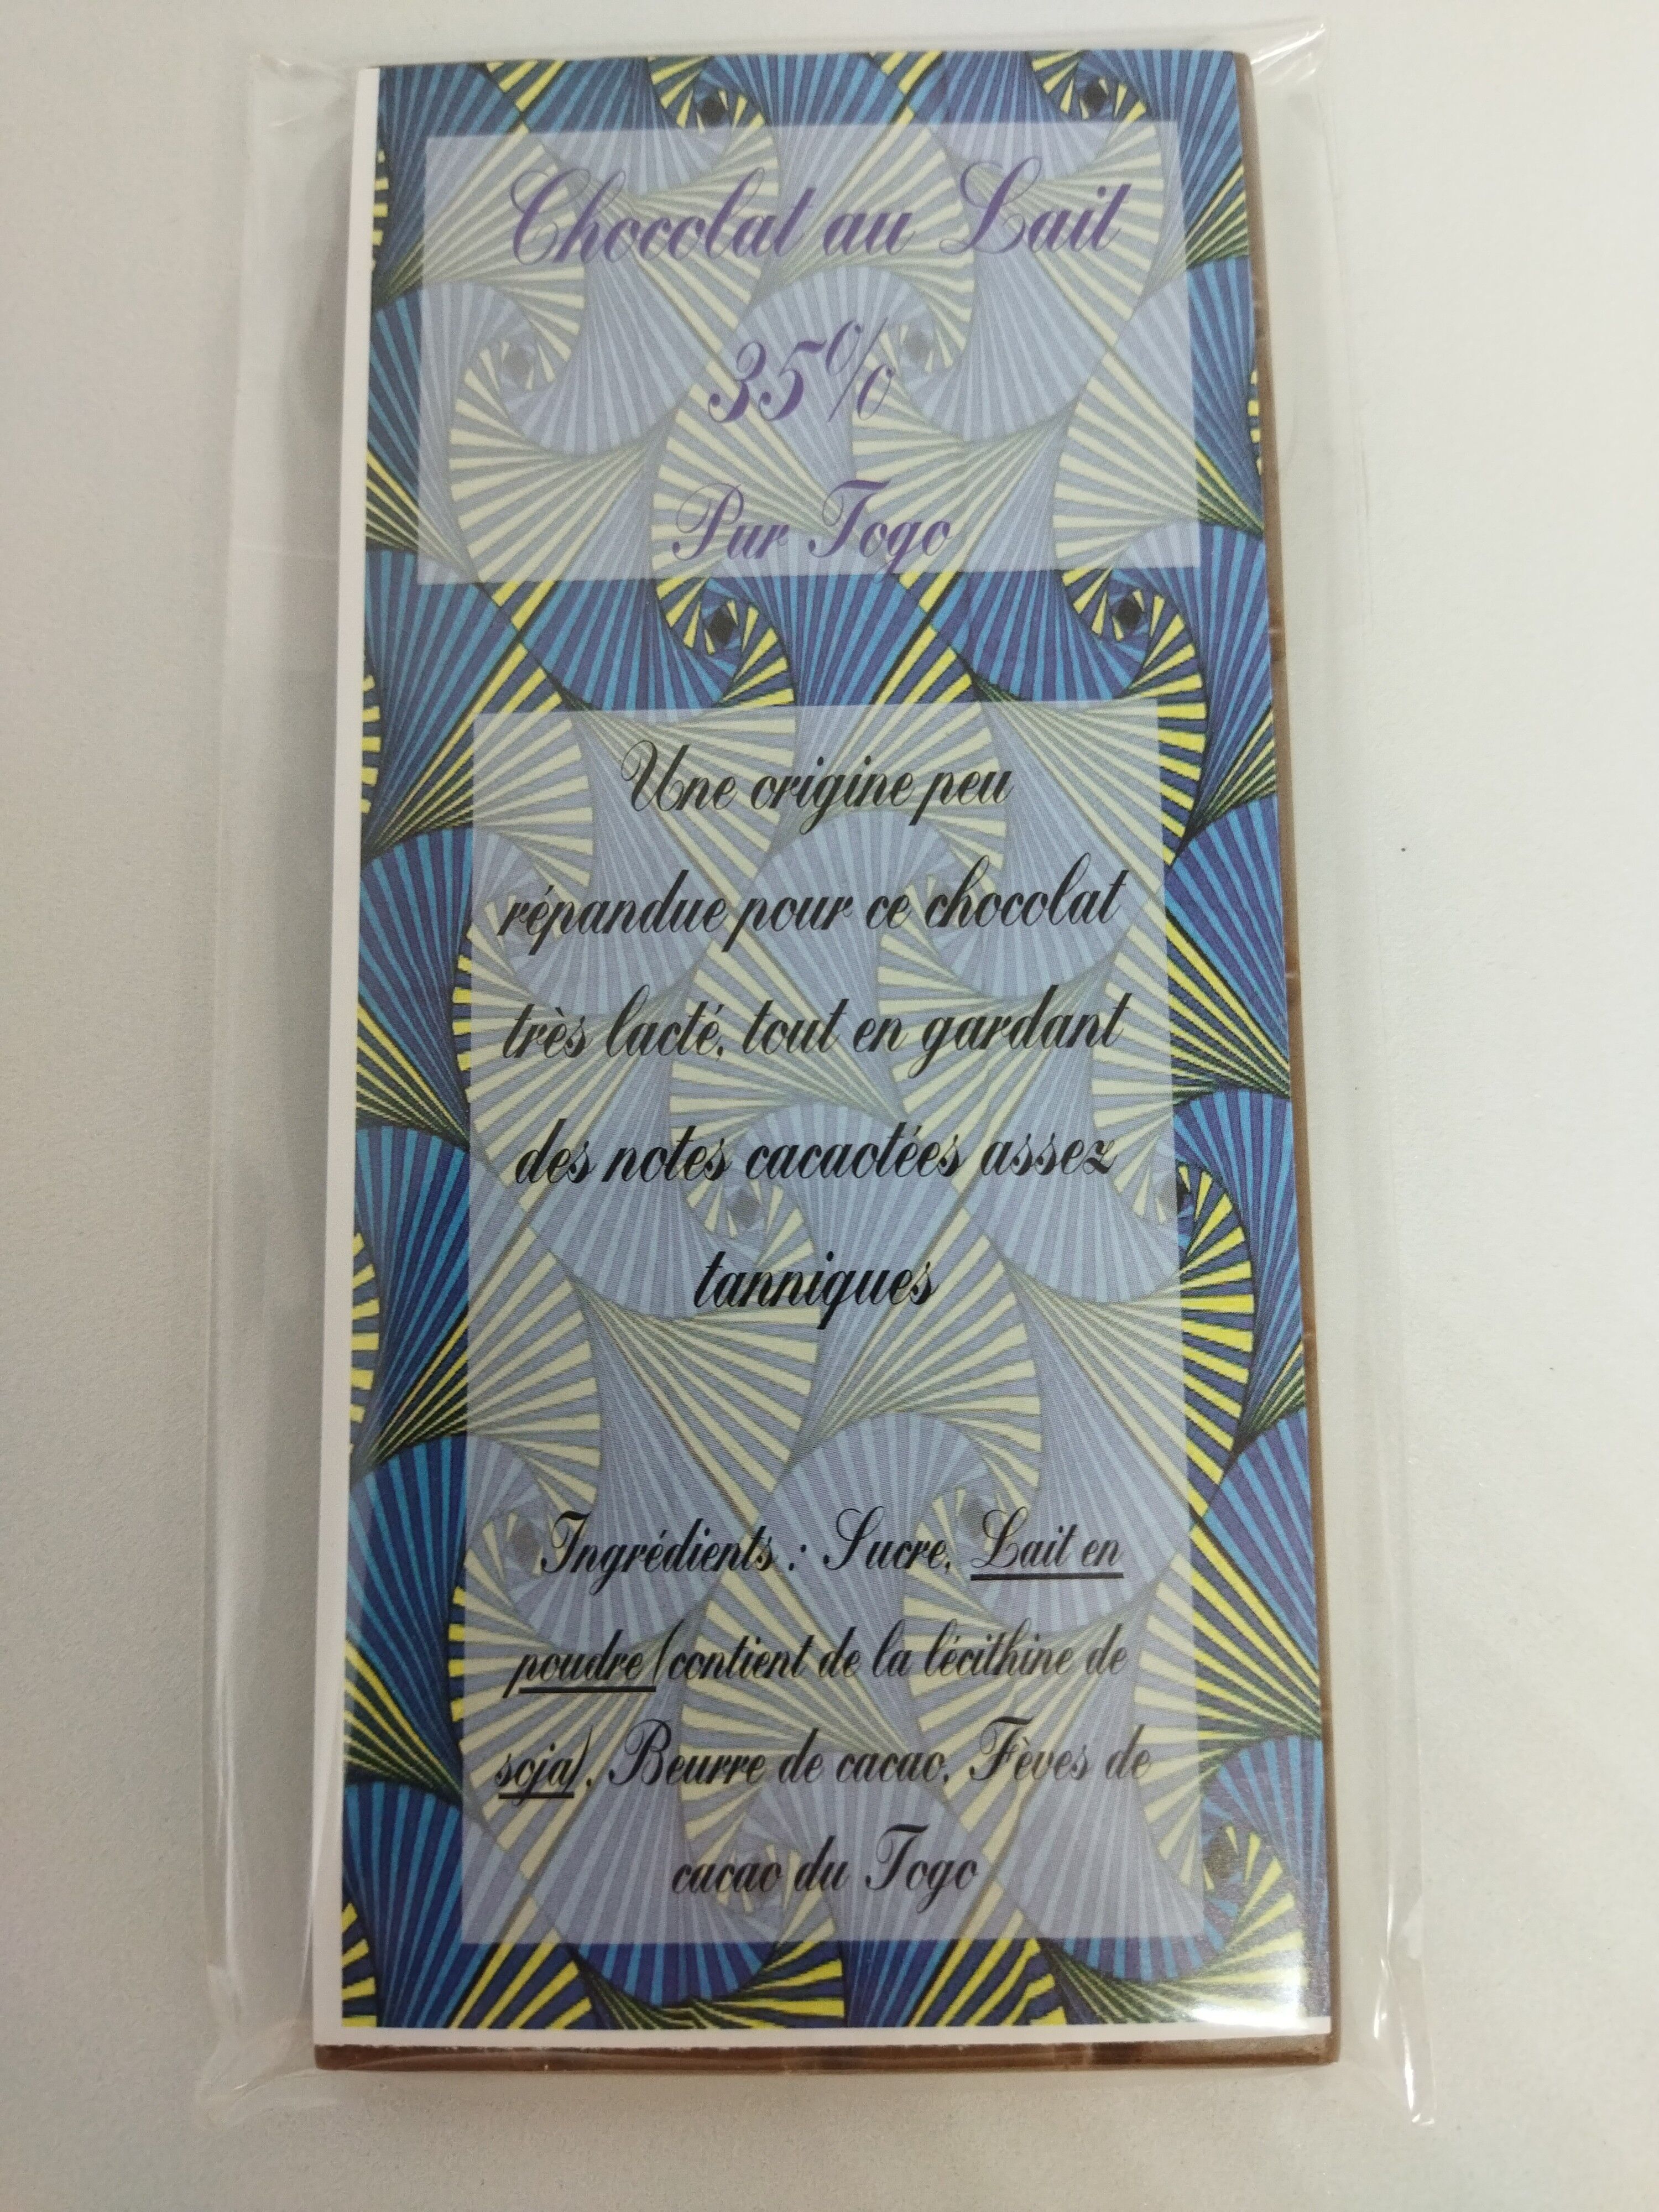 Chocolat au Lait
35%
Pur Togo
Une origine peu
répandue pour ce chocolat
très lacté, tout en gardant
des notes cacaotées assez
tanniques
Ingrédients : Sucre, Lait en
poudre (contient de la lécithine de
soja), Beurre de cacao, Fèves de
cacao du Togo